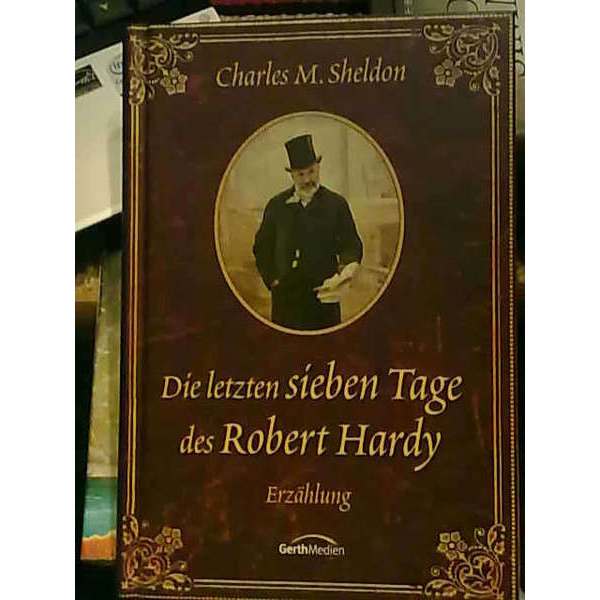 Charles M. Sheldon
Die letzten sieben Tage
des Robert Hardy
Erzählung
GerthMedien